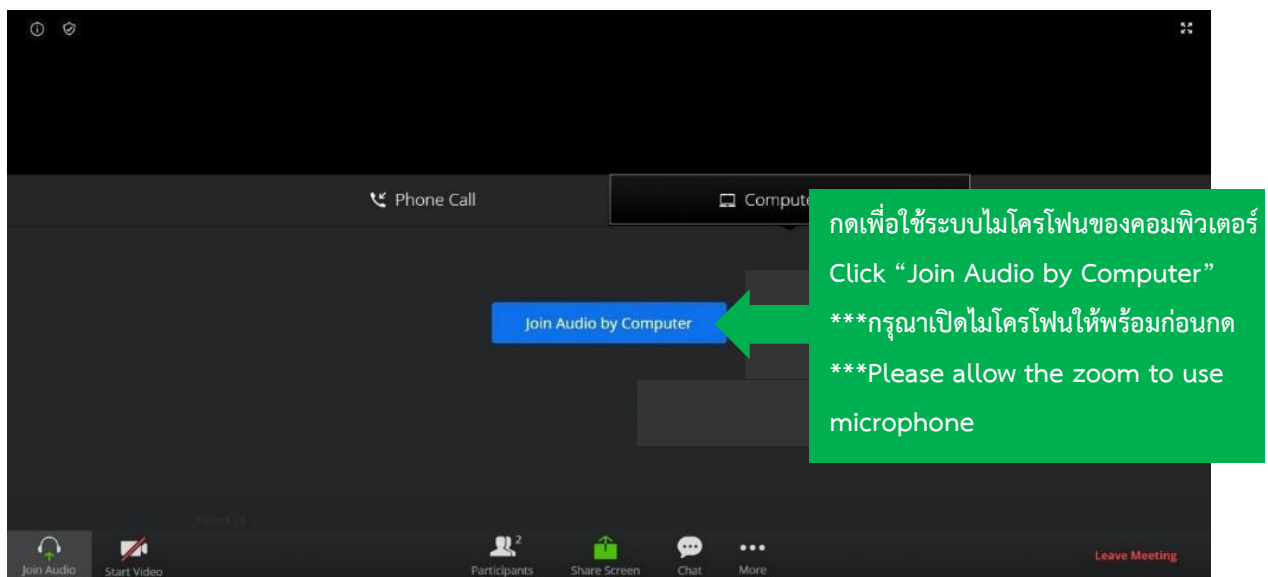 Phone Call
กดเพื่อใช้ระบบไมโครโฟนของคอมพิวเตอร์
Click “Join Audio by Computer”
***กรุณาเปิดไมโครโฟนให้พร้อมก่อนกด
***Please allow the zoom to use
microphone
Join Audio by Computer
Join Audio
Start Video
Participants
2
Share Screen
Chat
More
Leave Meeting